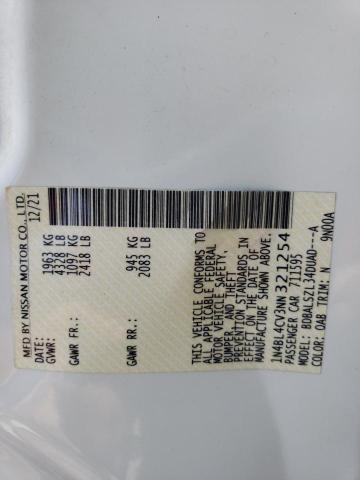 MFD BY NISSAN MOTOR CO., LTD.
DATE: 12/21
GVWR: 1963 KG
4328 LB
GAWR FR.: 1097 KG
2418 LB
GAWR RR.: 945 KG
2083 LB
THIS VEHICLE CONFORMS TO
ALL APPLICABLE FEDERAL
MOTOR VEHICLE SAFETY,
BUMPER, AND THEFT
PREVENTION STANDARDS IN
EFFECT ON THE DATE OF
MANUFACTURE SHOWN ABOVE.
1N4BL4CV3NN321254
PASSENGER CAR 711595
MODEL: BDBALSZL134DUAD---A
COLOR: QAB TRIM: N 9N00A